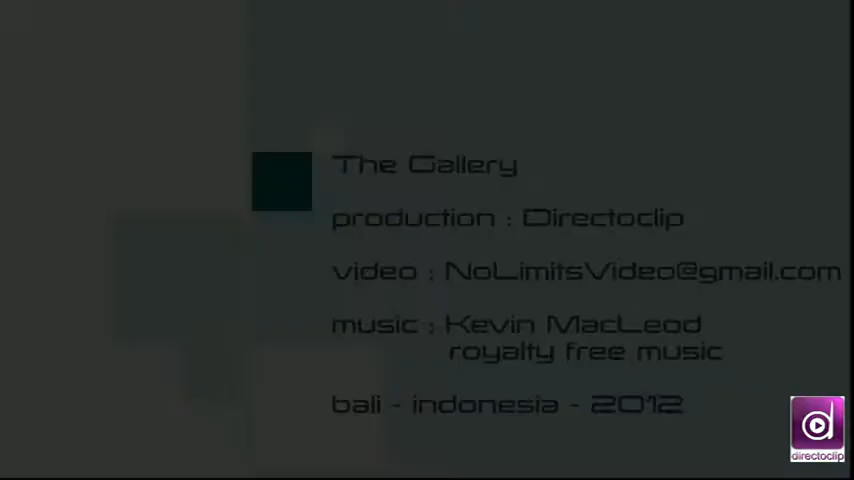 The Gallery
production : Directoclip
video : NoLimitsVideo@gmail.com
music : Kevin MacLeod
royalty free music
bali - indonesia - 2012
directoclip